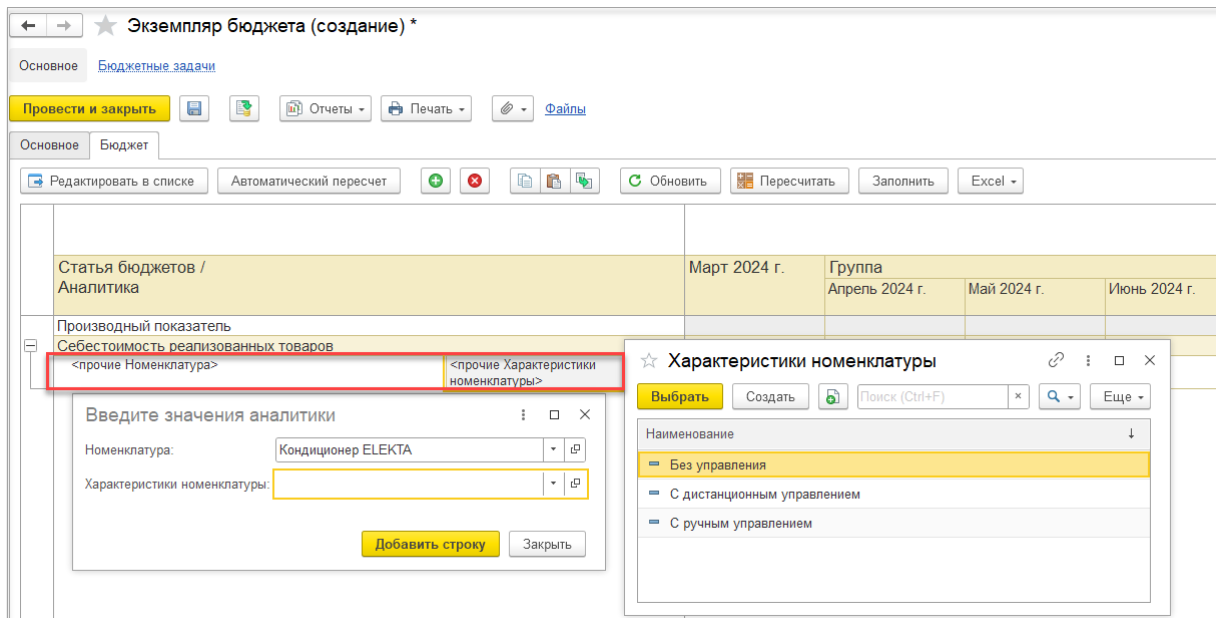 Экземпляр бюджета (создание) *
Основное Бюджетные задачи
Провести и закрыть Отчеты Печать Файлы
Основное Бюджет
Редактировать в списке Автоматический пересчет Обновить Пересчитать Заполнить Excel
Статья бюджетов /
Аналитика
Март 2024 г. Группа
Апрель 2024 г. Май 2024 г. Июнь 2024 г.
Производный показатель
Себестоимость реализованных товаров
<прочие Номенклатура> <прочие Характеристики
номенклатуры>
Введите значения аналитики
Номенклатура: Кондиционер ELEKTA
Характеристики номенклатуры:
Добавить строку Закрыть
Характеристики номенклатуры
Выбрать Создать Поиск (Ctrl+F) Еще
Наименование
Без управления
С дистанционным управлением
С ручным управлением